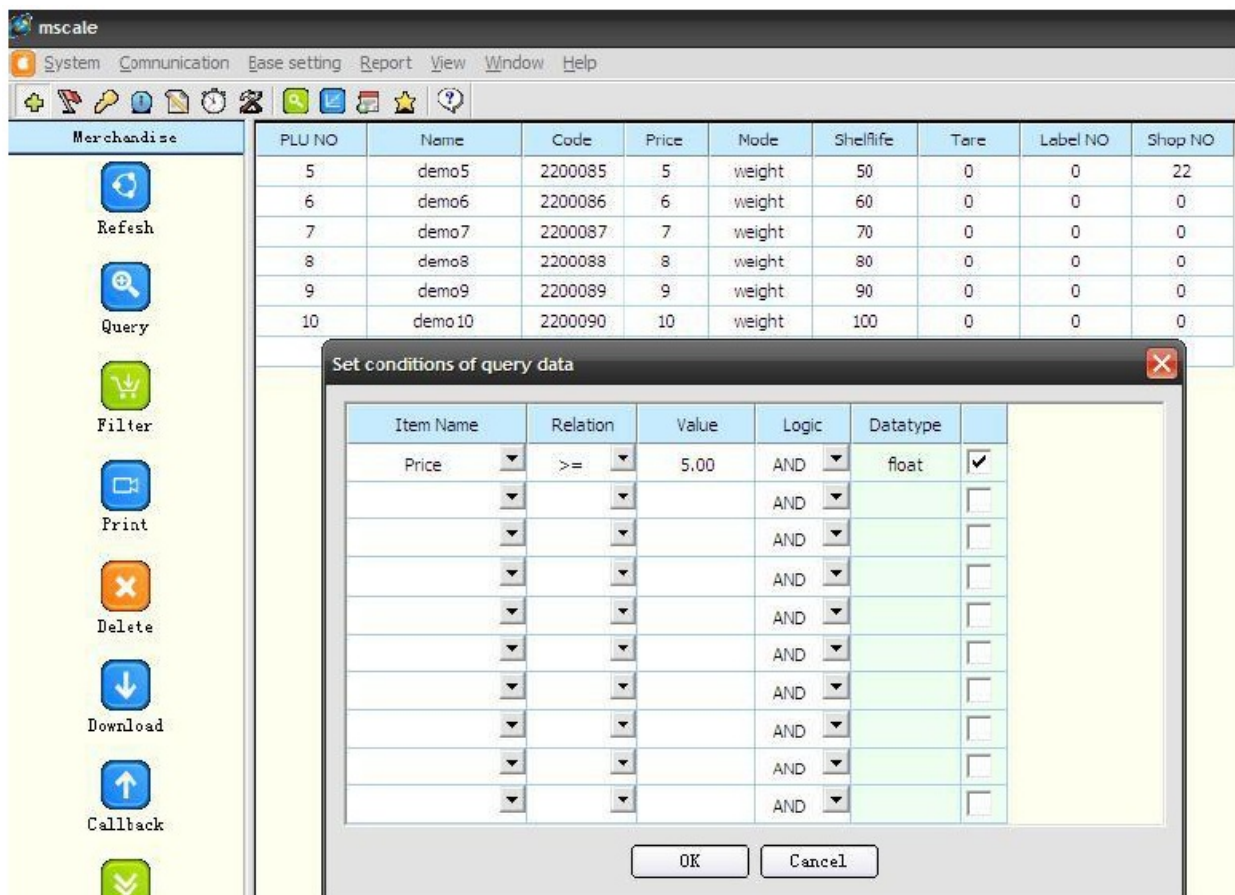 mscale
System Comnunication Base setting Report View Window Help
Merchandise
PLU NO Name Code Price Mode Shelflife Tare Label NO Shop NO
5 demo5 2200085 5 weight 50 0 0 22
6 demo6 2200086 6 weight 60 0 0 0
7 demo7 2200087 7 weight 70 0 0 0
8 demo8 2200088 8 weight 80 0 0 0
9 demo9 2200089 9 weight 90 0 0 0
10 demo10 2200090 10 weight 100 0 0 0
Refesh
Query
Filter
Print
Delete
Download
Callback
Set conditions of query data
Item Name Relation Value Logic Datatype
Price >= 5.00 AND float
AND
AND
AND
AND
AND
AND
AND
AND
AND
OK Cancel